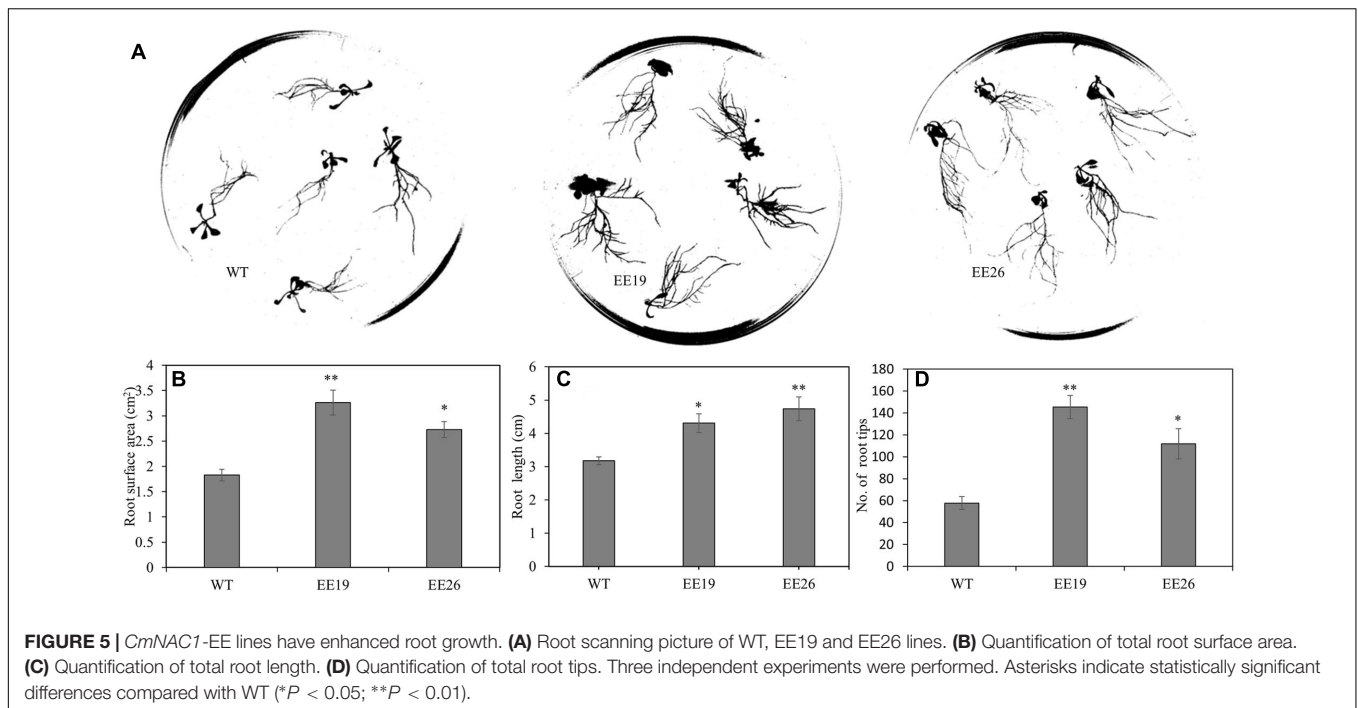 A
WT
EE19
EE26
B
Root surface area (cm²)
4
3.5
3
2.5
2
1.5
1
0.5
0
**
*
WT
EE19
EE26
C
Root length (cm)
6
5
4
3
2
1
0
*
**
WT
EE19
EE26
D
No. of root tips
180
160
140
120
100
80
60
40
20
0
**
*
WT
EE19
EE26
FIGURE 5 | CmNAC1-EE lines have enhanced root growth. (A) Root scanning picture of WT, EE19 and EE26 lines. (B) Quantification of total root surface area.
(C) Quantification of total root length. (D) Quantification of total root tips. Three independent experiments were performed. Asterisks indicate statistically significant
differences compared with WT (*P < 0.05; **P < 0.01).